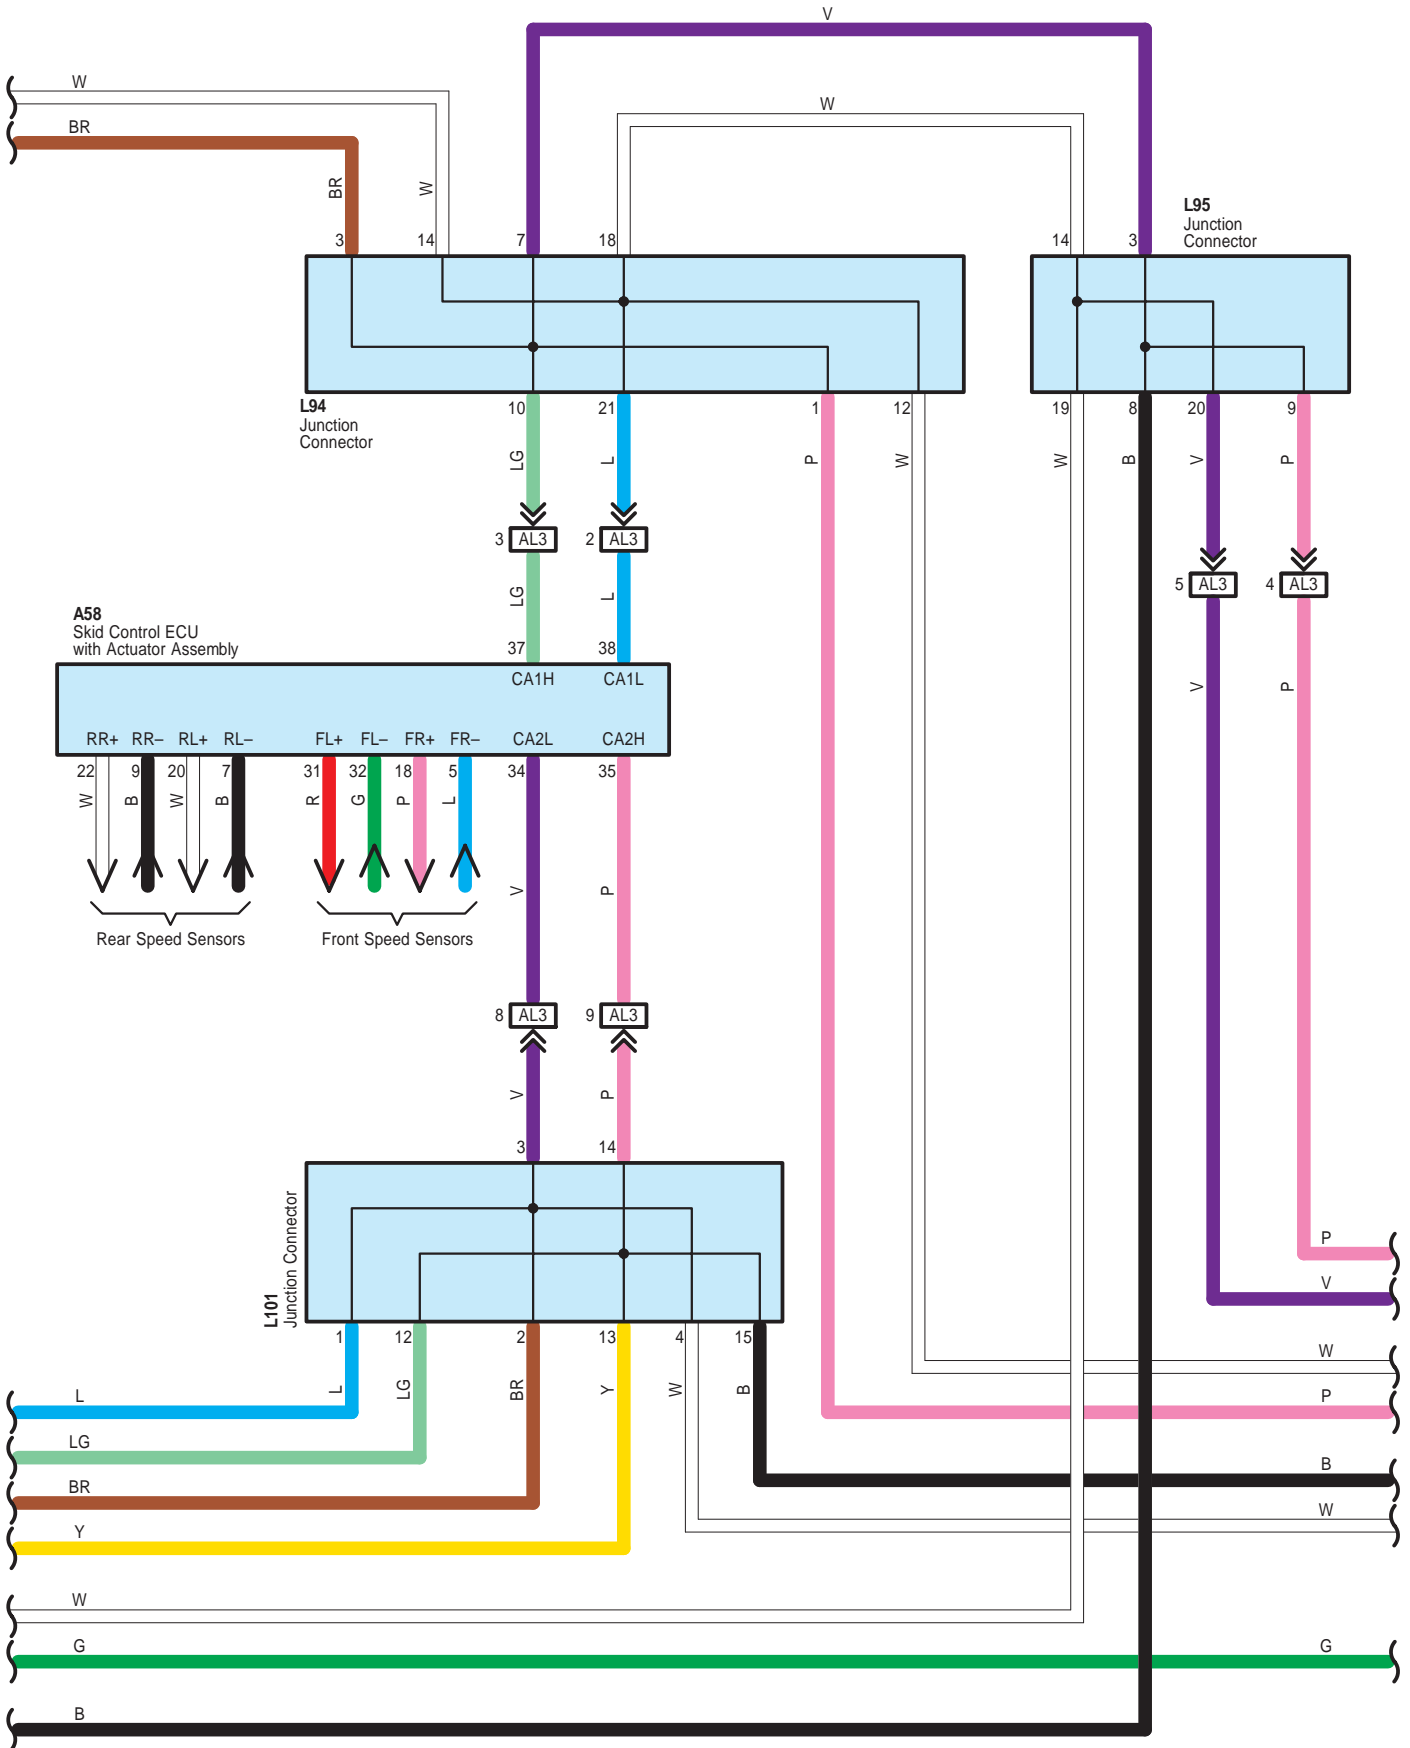 V
W
W
BR
BR
W
L95
Junction
Connector
3 14 7 18 14 3
L94
Junction
Connector
10 21 1 12 19 8 20 9
LG L P W W B V P
3 AL3 2 AL3
5 AL3 4 AL3
LG L
A58
Skid Control ECU
with Actuator Assembly
37 38
CA1H CA1L
V P
RR+ RR– RL+ RL– FL+ FL– FR+ FR– CA2L CA2H
22 9 20 7 31 32 18 5 34 35
W B W B R G P L
V P
Rear Speed Sensors Front Speed Sensors
8 AL3 9 AL3
V P
3 14
L101
Junction Connector
P
V
1 12 2 13 4 15
W
L LG BR Y W B
L P
LG
B
BR
W
Y
W
G G
B